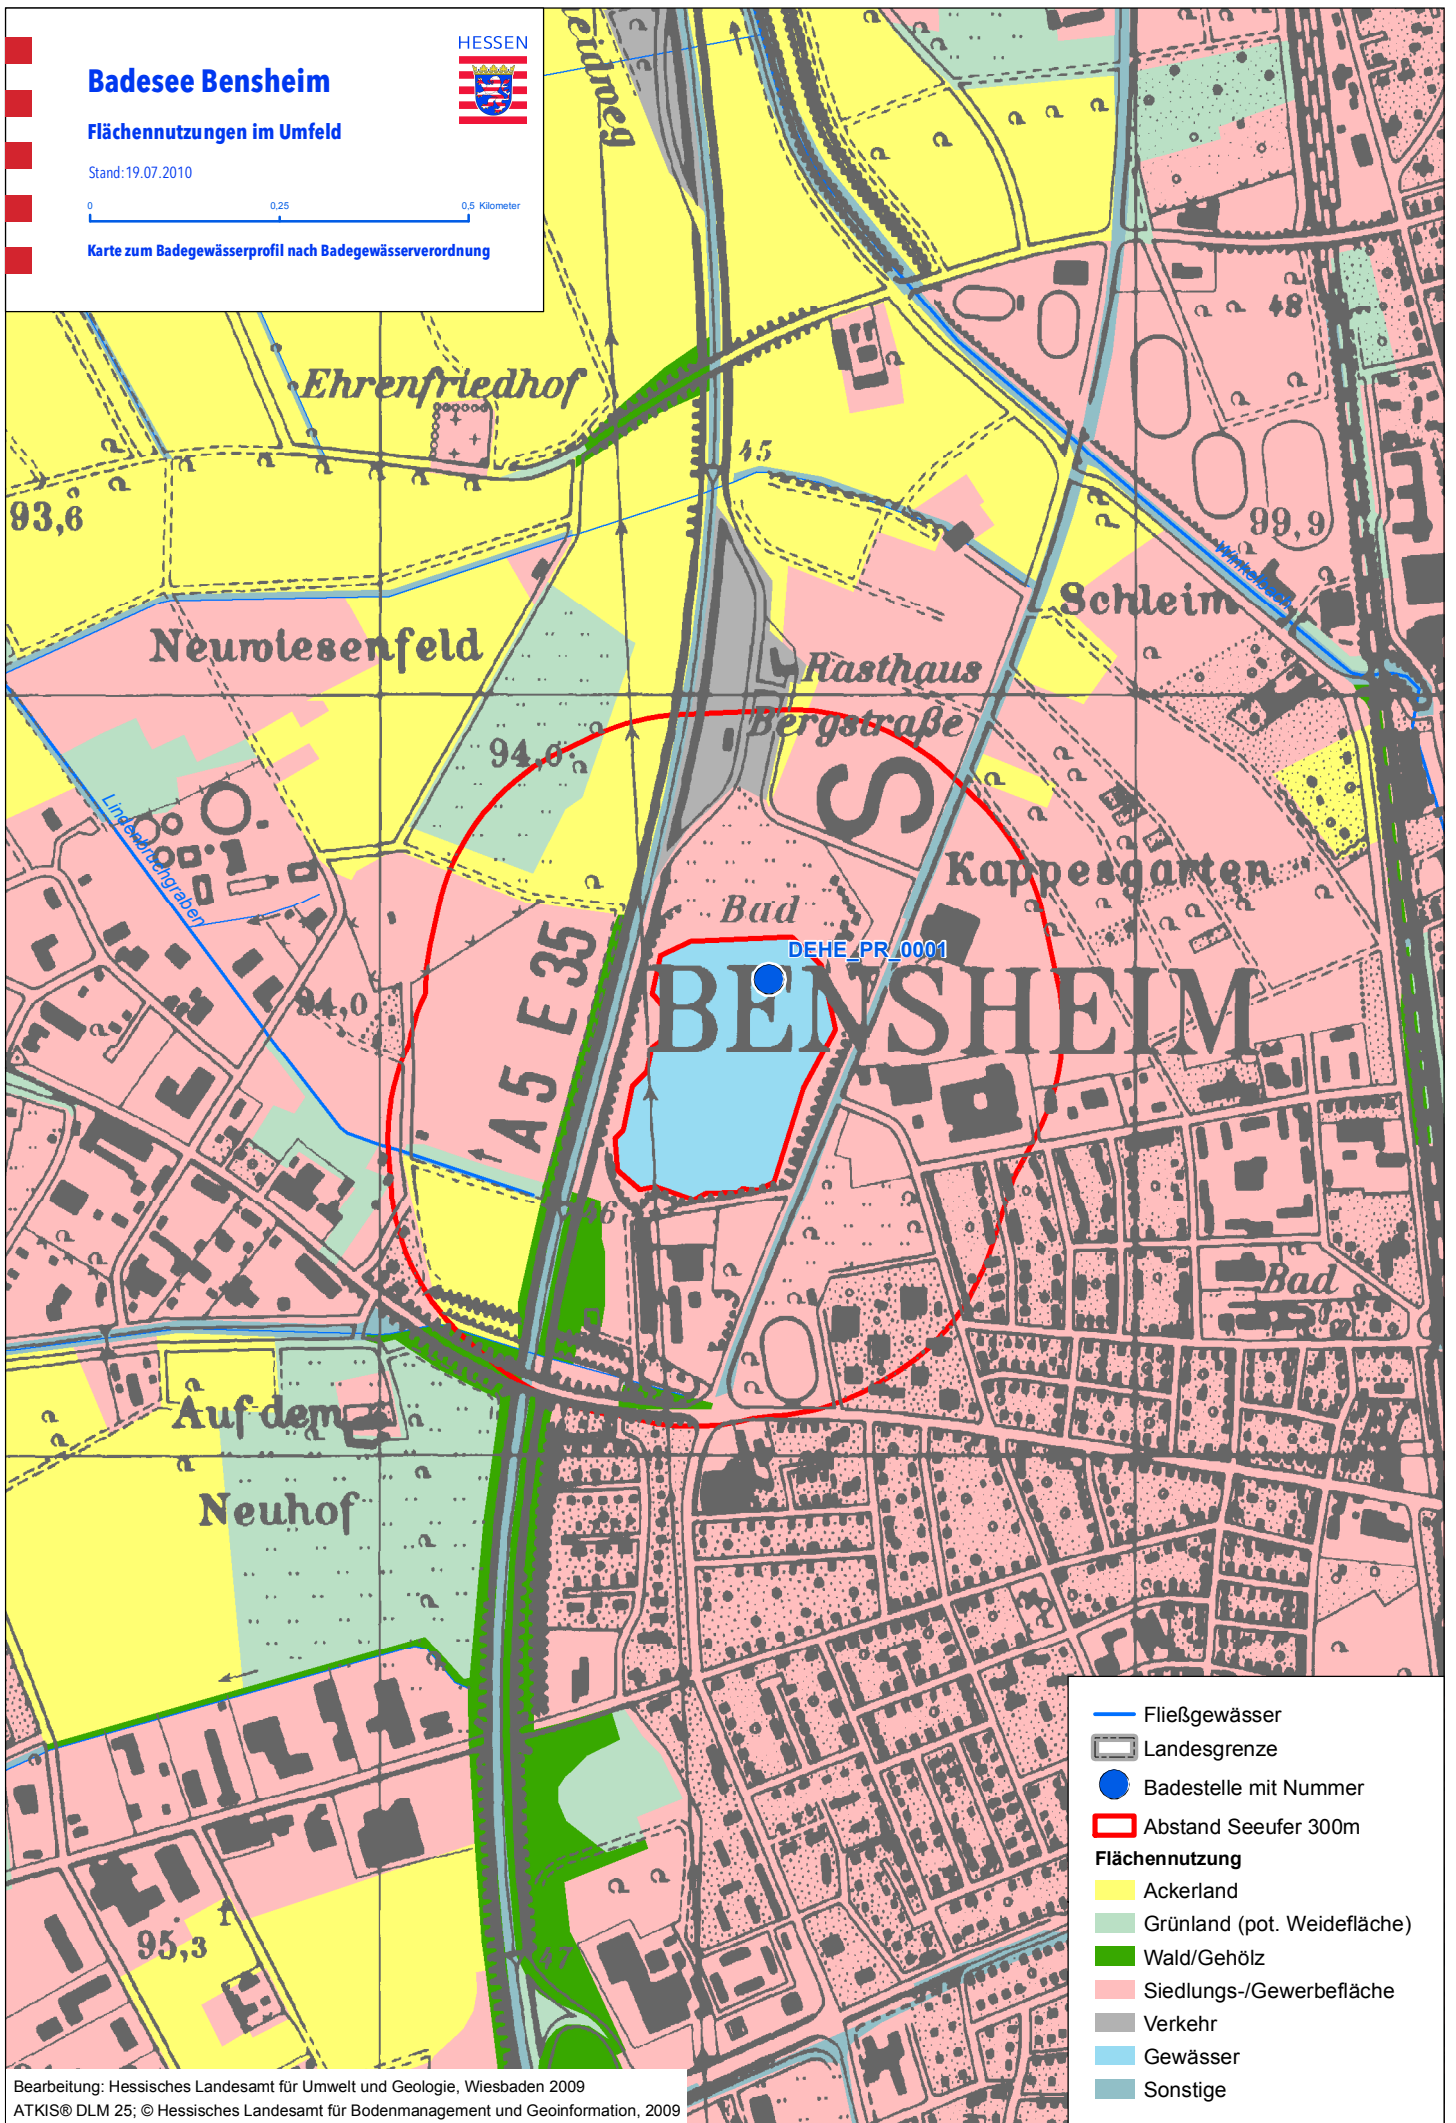 HESSEN
Badesee Bensheim
Flächennutzungen im Umfeld
Stand:19.07.2010
0 0,25 0,5 Kilometer
Karte zum Badegewässerprofil nach Badegewässerverordnung
48
Ehrenfriedhof
45
93,6
99,9
Winkelbach
Schleim
Neuwiesenfeld
Rasthaus
Bergstraße
94,0
S
Lindenbruchgraben
Kappesgarten
Bad
DEHE_PR_0001
A5 E 35
BENSHEIM
94,0
46
Bad
Auf dem
Neuhof
95,3
47
Fließgewässer
Landesgrenze
Badestelle mit Nummer
Abstand Seeufer 300m
Flächennutzung
Ackerland
Grünland (pot. Weidefläche)
Wald/Gehölz
Siedlungs-/Gewerbefläche
Verkehr
Gewässer
Sonstige
Bearbeitung: Hessisches Landesamt für Umwelt und Geologie, Wiesbaden 2009
ATKIS® DLM 25; © Hessisches Landesamt für Bodenmanagement und Geoinformation, 2009